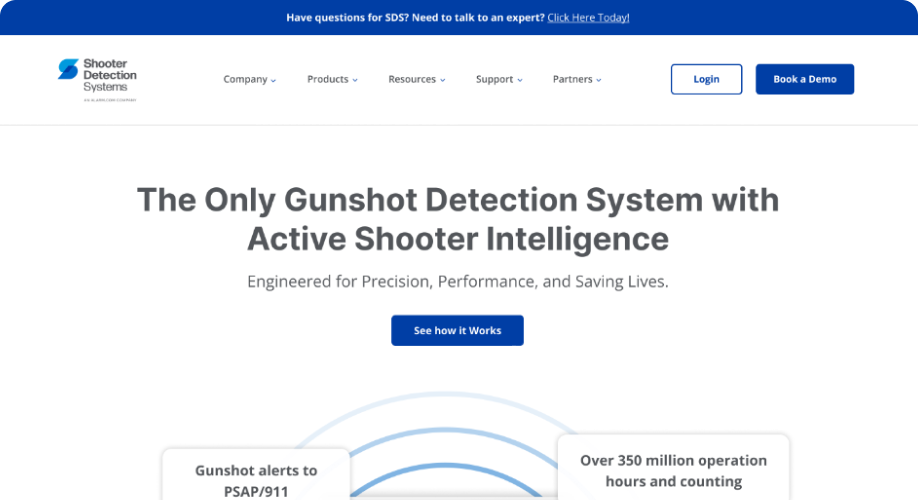 Have questions for SDS? Need to talk to an expert? Click Here Today!
Shooter
Detection
Systems
AN ALARM.COM COMPANY
Company
Products
Resources
Support
Partners
Login
Book a Demo
The Only Gunshot Detection System with
Active Shooter Intelligence
Engineered for Precision, Performance, and Saving Lives.
See how it Works
Gunshot alerts to
PSAP/911
Over 350 million operation
hours and counting